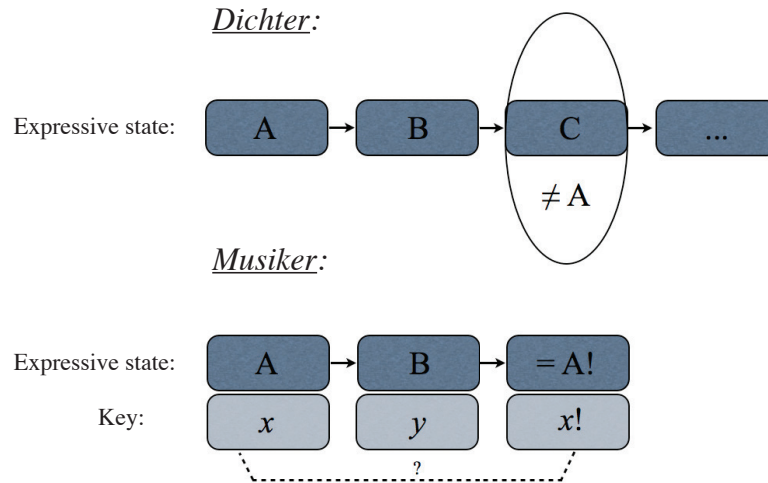 Dichter:
Expressive state: A B C ...
≠ A
Musiker:
Expressive state: A B = A!
Key: x y x!
?